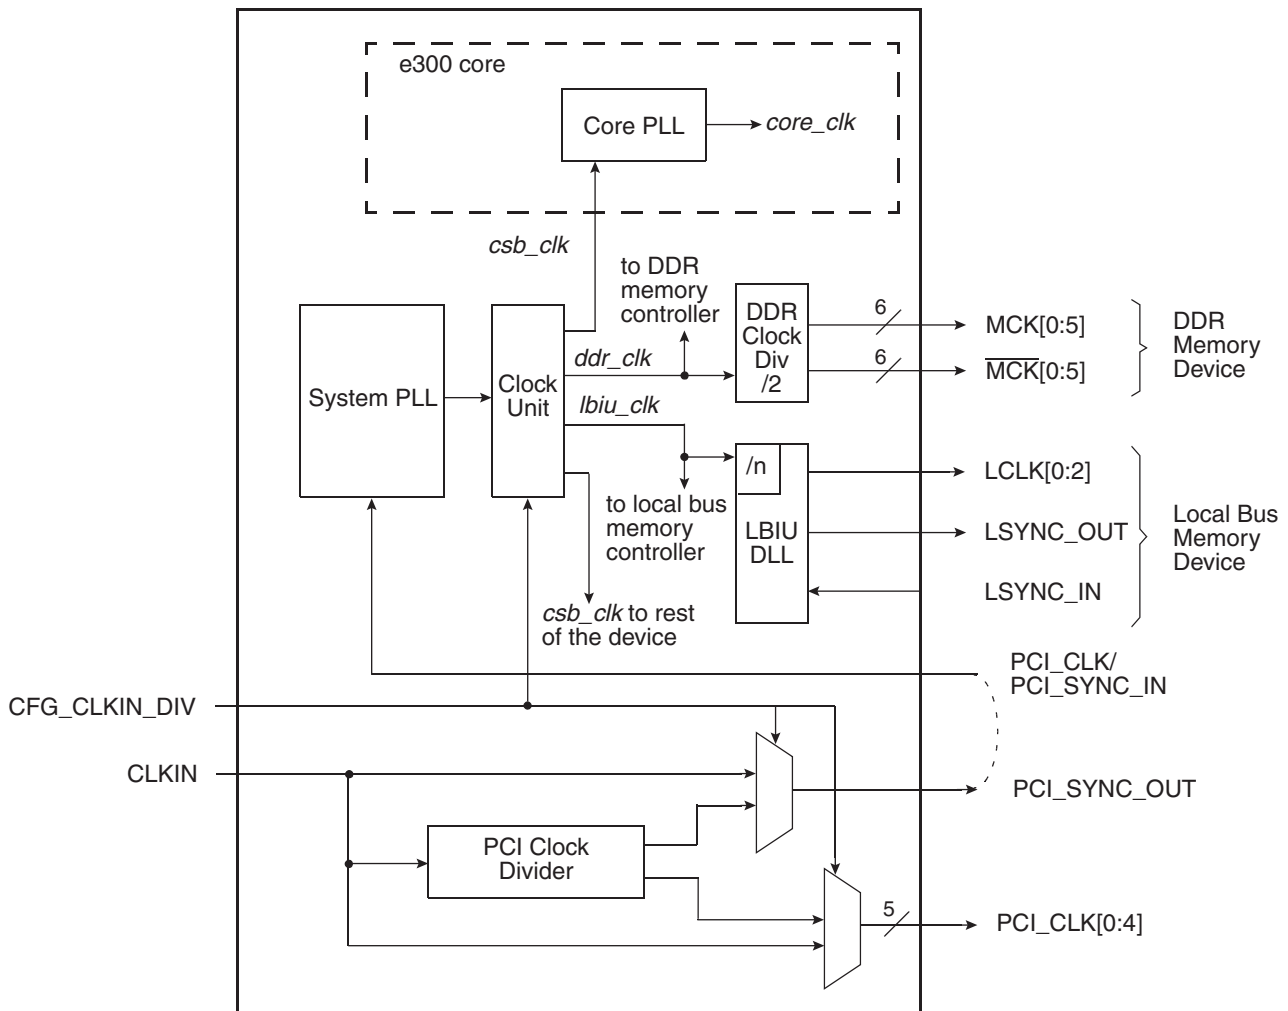 e300 core
Core PLL
core_clk
csb_clk
to DDR
memory
controller
System PLL
Clock
Unit
ddr_clk
lbiu_clk
DDR
Clock
Div
/2
6
6
MCK[0:5]
M̅C̅K̅[0:5]
DDR
Memory
Device
/n
LBIU
DLL
to local bus
memory
controller
csb_clk to rest
of the device
LCLK[0:2]
LSYNC_OUT
LSYNC_IN
Local Bus
Memory
Device
PCI_CLK/
PCI_SYNC_IN
CFG_CLKIN_DIV
CLKIN
PCI_SYNC_OUT
PCI Clock
Divider
5
PCI_CLK[0:4]